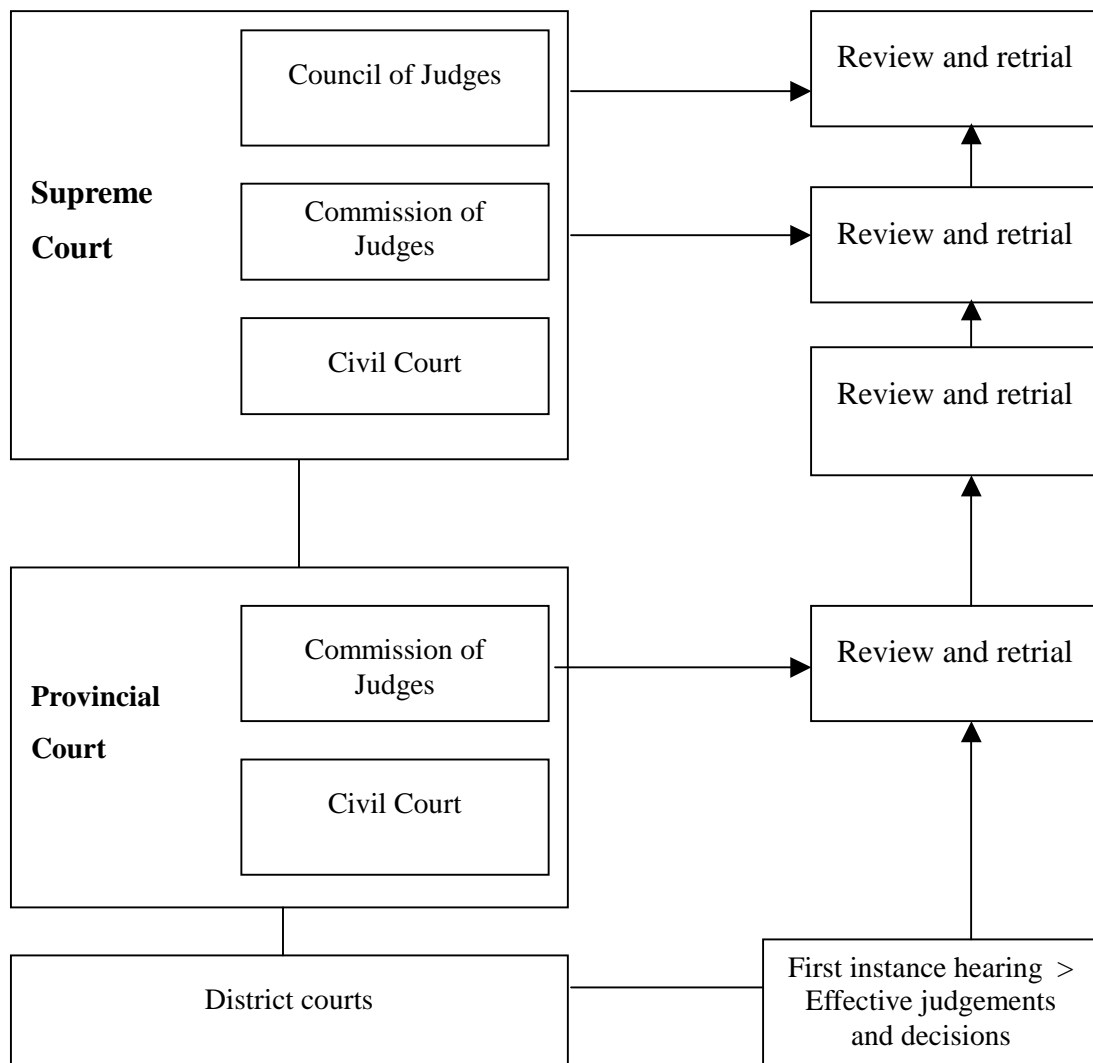 Council of Judges
Review and retrial
Supreme
Court
Commission of
Judges
Review and retrial
Civil Court
Review and retrial
Provincial
Court
Commission of
Judges
Review and retrial
Civil Court
District courts
First instance hearing >
Effective judgements
and decisions